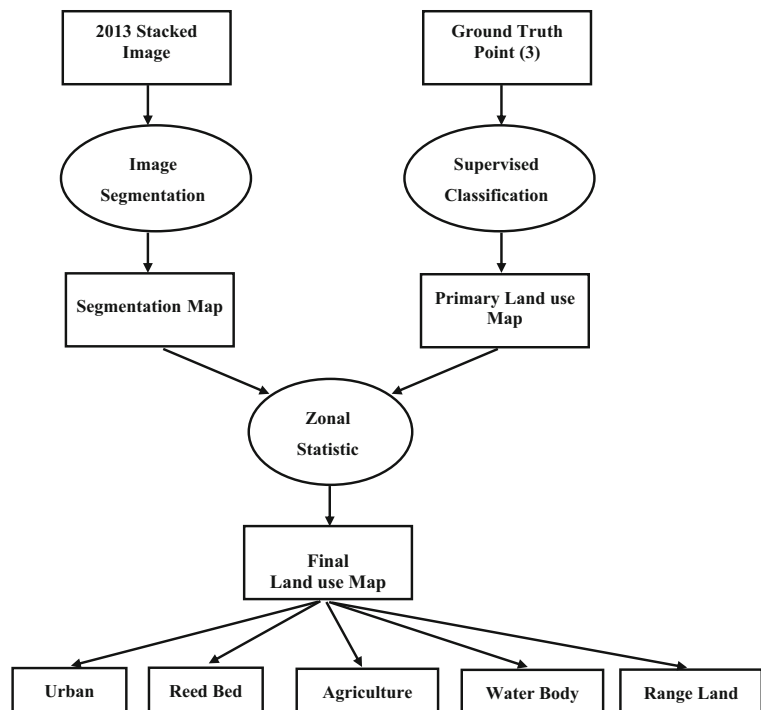 2013 Stacked
Image
Ground Truth
Point (3)
Image
Segmentation
Supervised
Classification
Segmentation Map
Primary Land use
Map
Zonal
Statistic
Final
Land use Map
Urban
Reed Bed
Agriculture
Water Body
Range Land